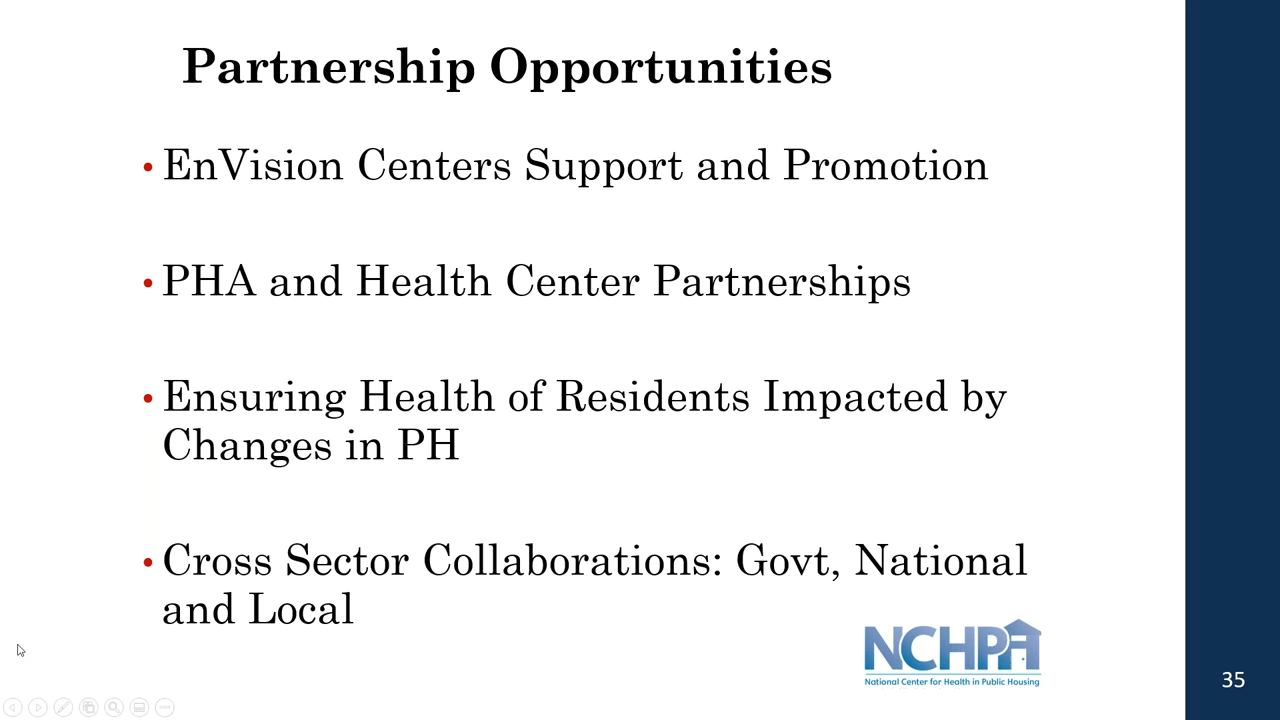 Partnership Opportunities
• EnVision Centers Support and Promotion
• PHA and Health Center Partnerships
• Ensuring Health of Residents Impacted by
Changes in PH
• Cross Sector Collaborations: Govt, National
and Local
NCHPH
National Center for Health in Public Housing
35